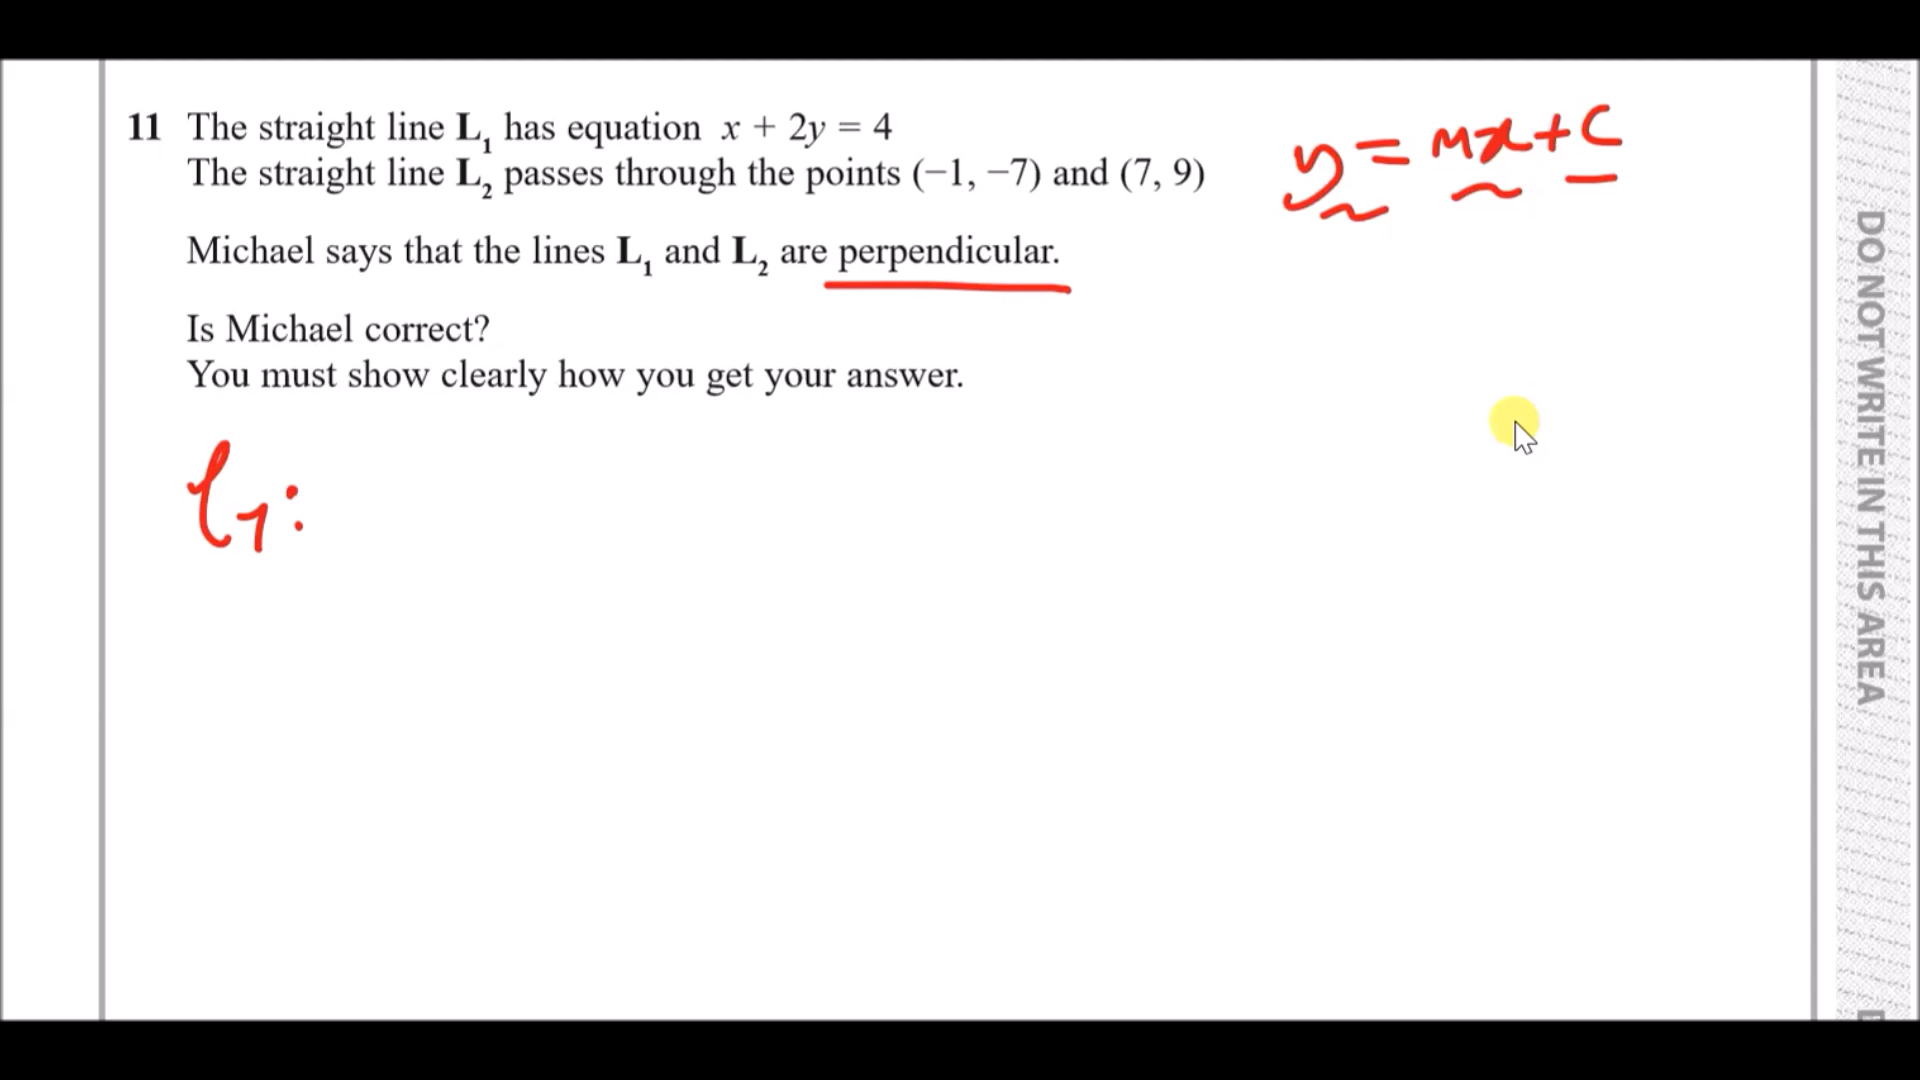 11 The straight line L₁ has equation x + 2y = 4
The straight line L₂ passes through the points (−1, −7) and (7, 9)
y = mx + c
Michael says that the lines L₁ and L₂ are perpendicular.
Is Michael correct?
You must show clearly how you get your answer.
l₁:
DO NOT WRITE IN THIS AREA